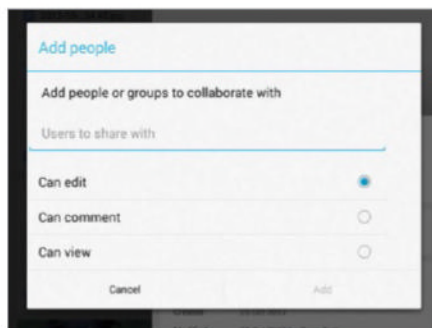 Add people
Add people or groups to collaborate with
Users to share with
Can edit
Can comment
Can view
Cancel
Add